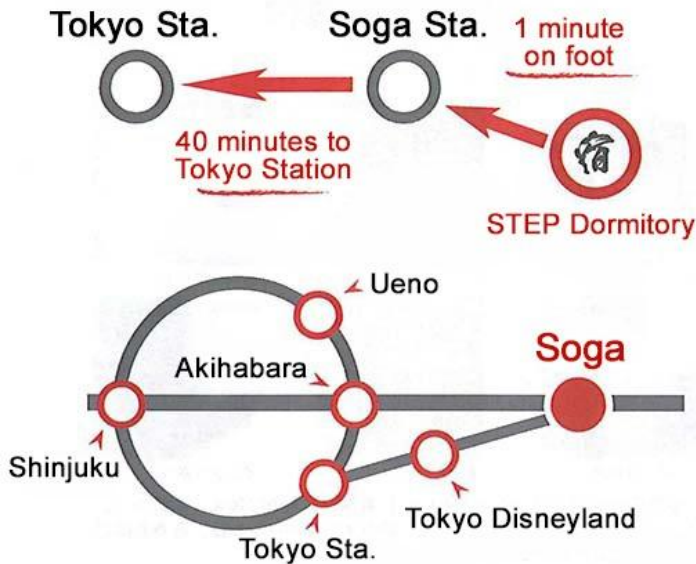 Tokyo Sta.
Soga Sta.
1 minute
on foot
40 minutes to
Tokyo Station
宿
STEP Dormitory
Ueno
Akihabara
Soga
Shinjuku
Tokyo Disneyland
Tokyo Sta.